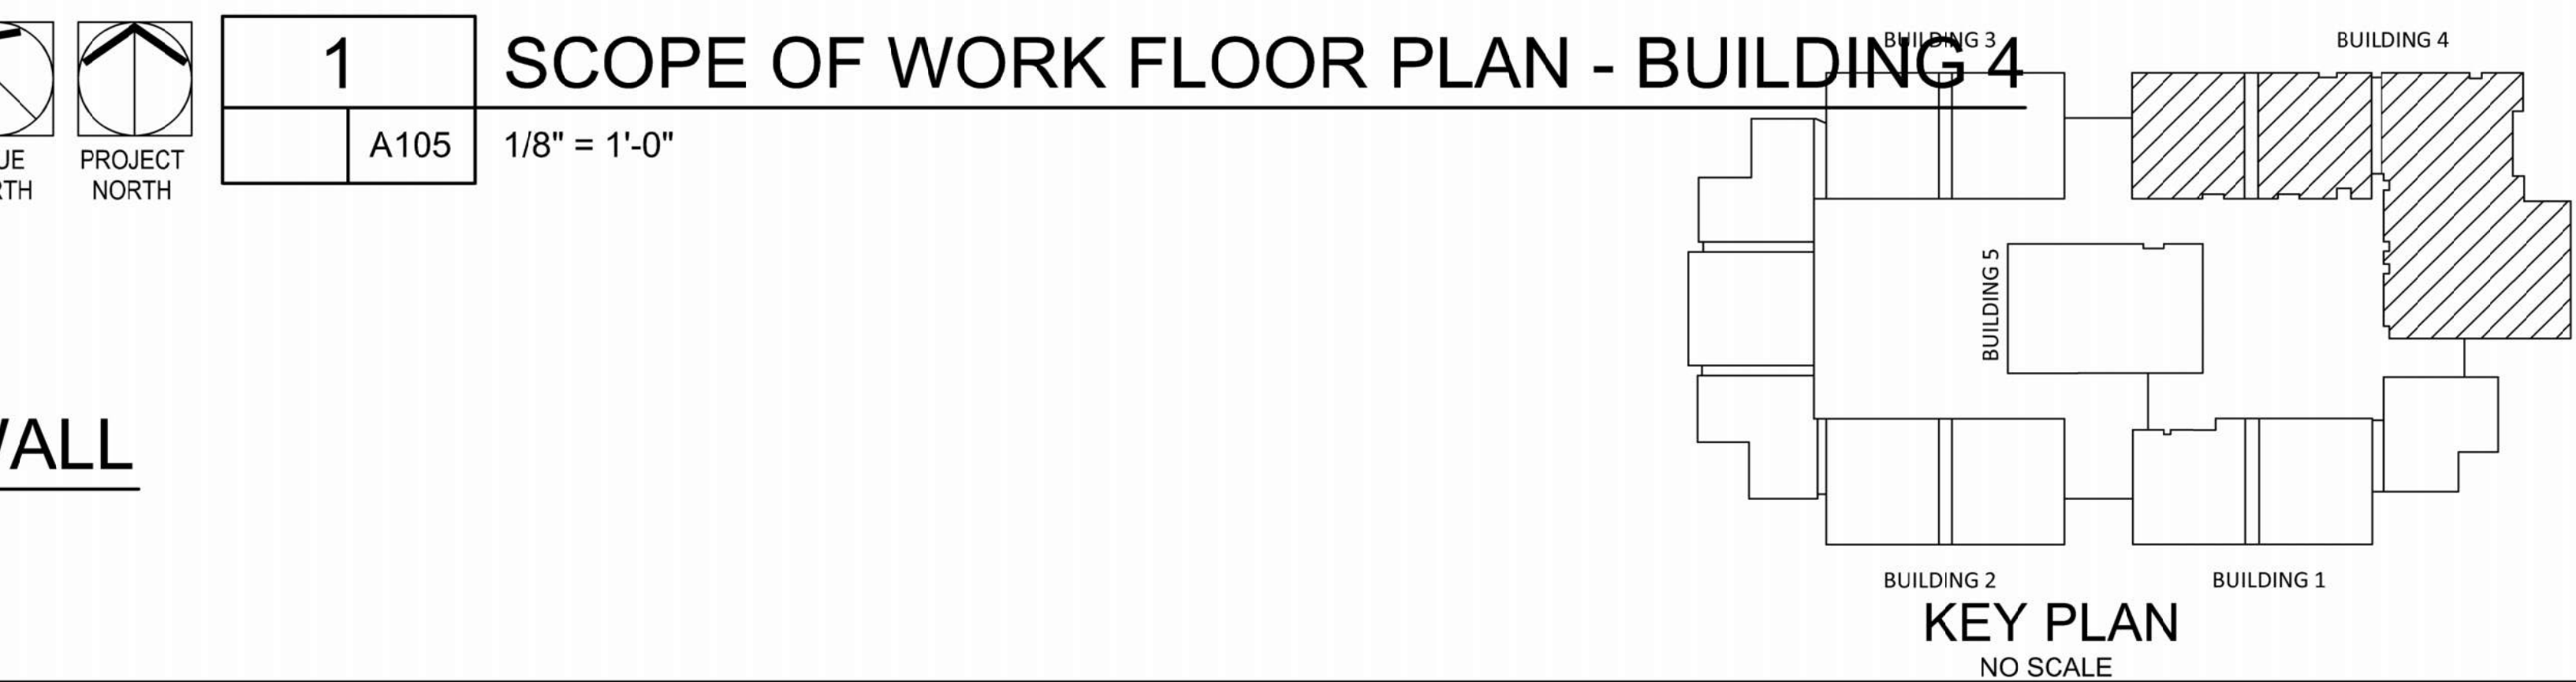 1
SCOPE OF WORK FLOOR PLAN - BUILDING 4
A105
1/8" = 1'-0"
PROJECT
NORTH
BUILDING 3
BUILDING 4
BUILDING 5
BUILDING 2
BUILDING 1
KEY PLAN
NO SCALE